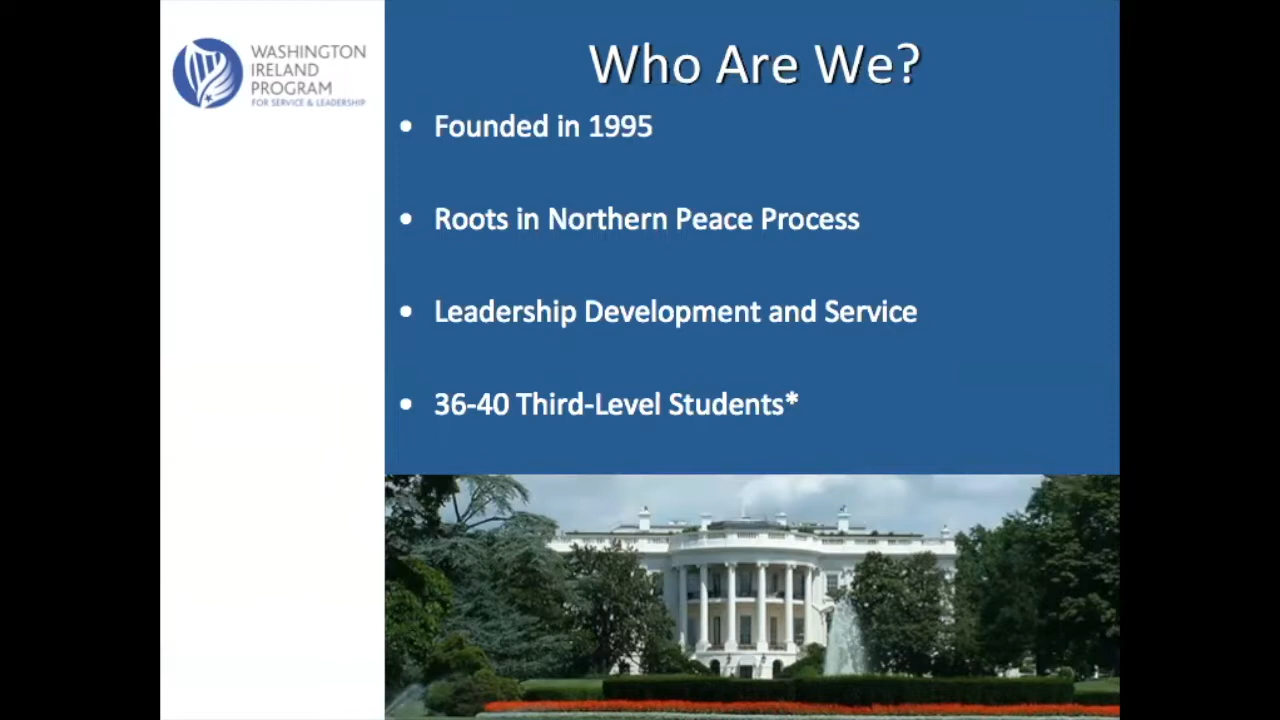 WASHINGTON
IRELAND
PROGRAM
FOR SERVICE & LEADERSHIP
Who Are We?
• Founded in 1995
• Roots in Northern Peace Process
• Leadership Development and Service
• 36-40 Third-Level Students*